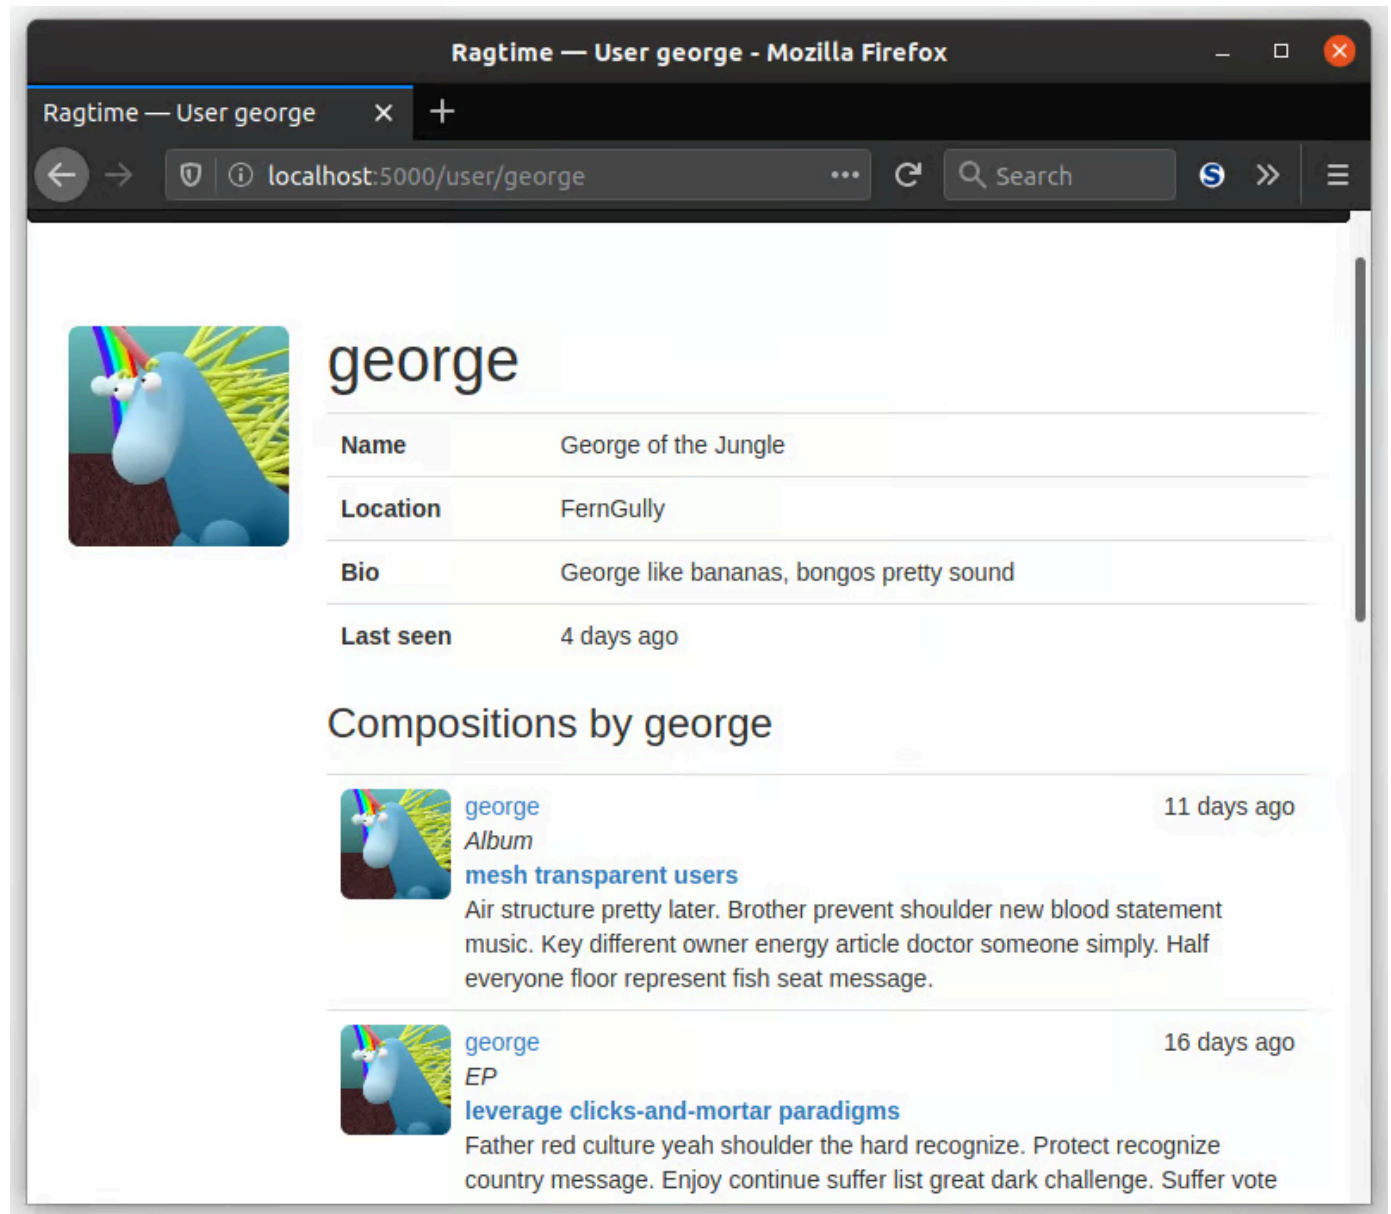 Ragtime — User george - Mozilla Firefox
Ragtime — User george
localhost:5000/user/george
Search
george
Name George of the Jungle
Location FernGully
Bio George like bananas, bongos pretty sound
Last seen 4 days ago
Compositions by george
george 11 days ago
Album
mesh transparent users
Air structure pretty later. Brother prevent shoulder new blood statement
music. Key different owner energy article doctor someone simply. Half
everyone floor represent fish seat message.
george 16 days ago
EP
leverage clicks-and-mortar paradigms
Father red culture yeah shoulder the hard recognize. Protect recognize
country message. Enjoy continue suffer list great dark challenge. Suffer vote